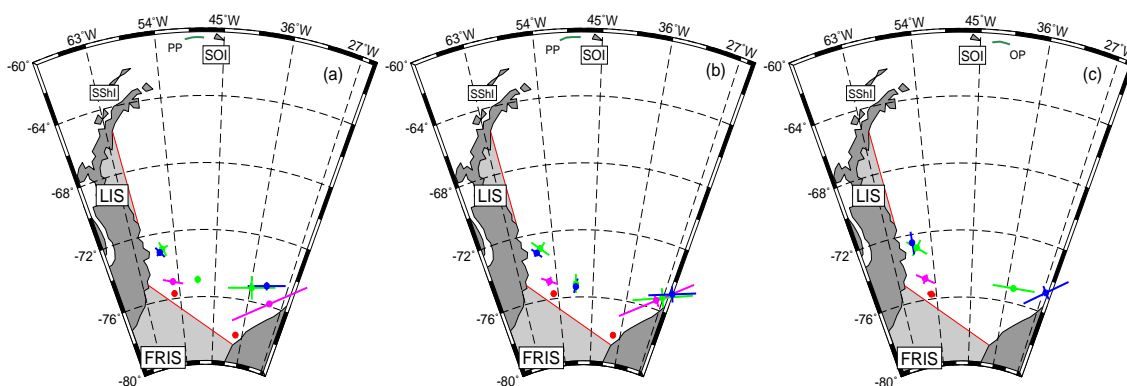 63°W 54°W 45°W 36°W 27°W
-60° -64° -68° -72° -76° -80°
PP SOI (a)
SShI
LIS
FRIS
63°W 54°W 45°W 36°W 27°W
-60° -64° -68° -72° -76° -80°
PP SOI (b)
SShI
LIS
FRIS
63°W 54°W 45°W 36°W 27°W
-60° -64° -68° -72° -76° -80°
SOI OP (c)
SShI
LIS
FRIS